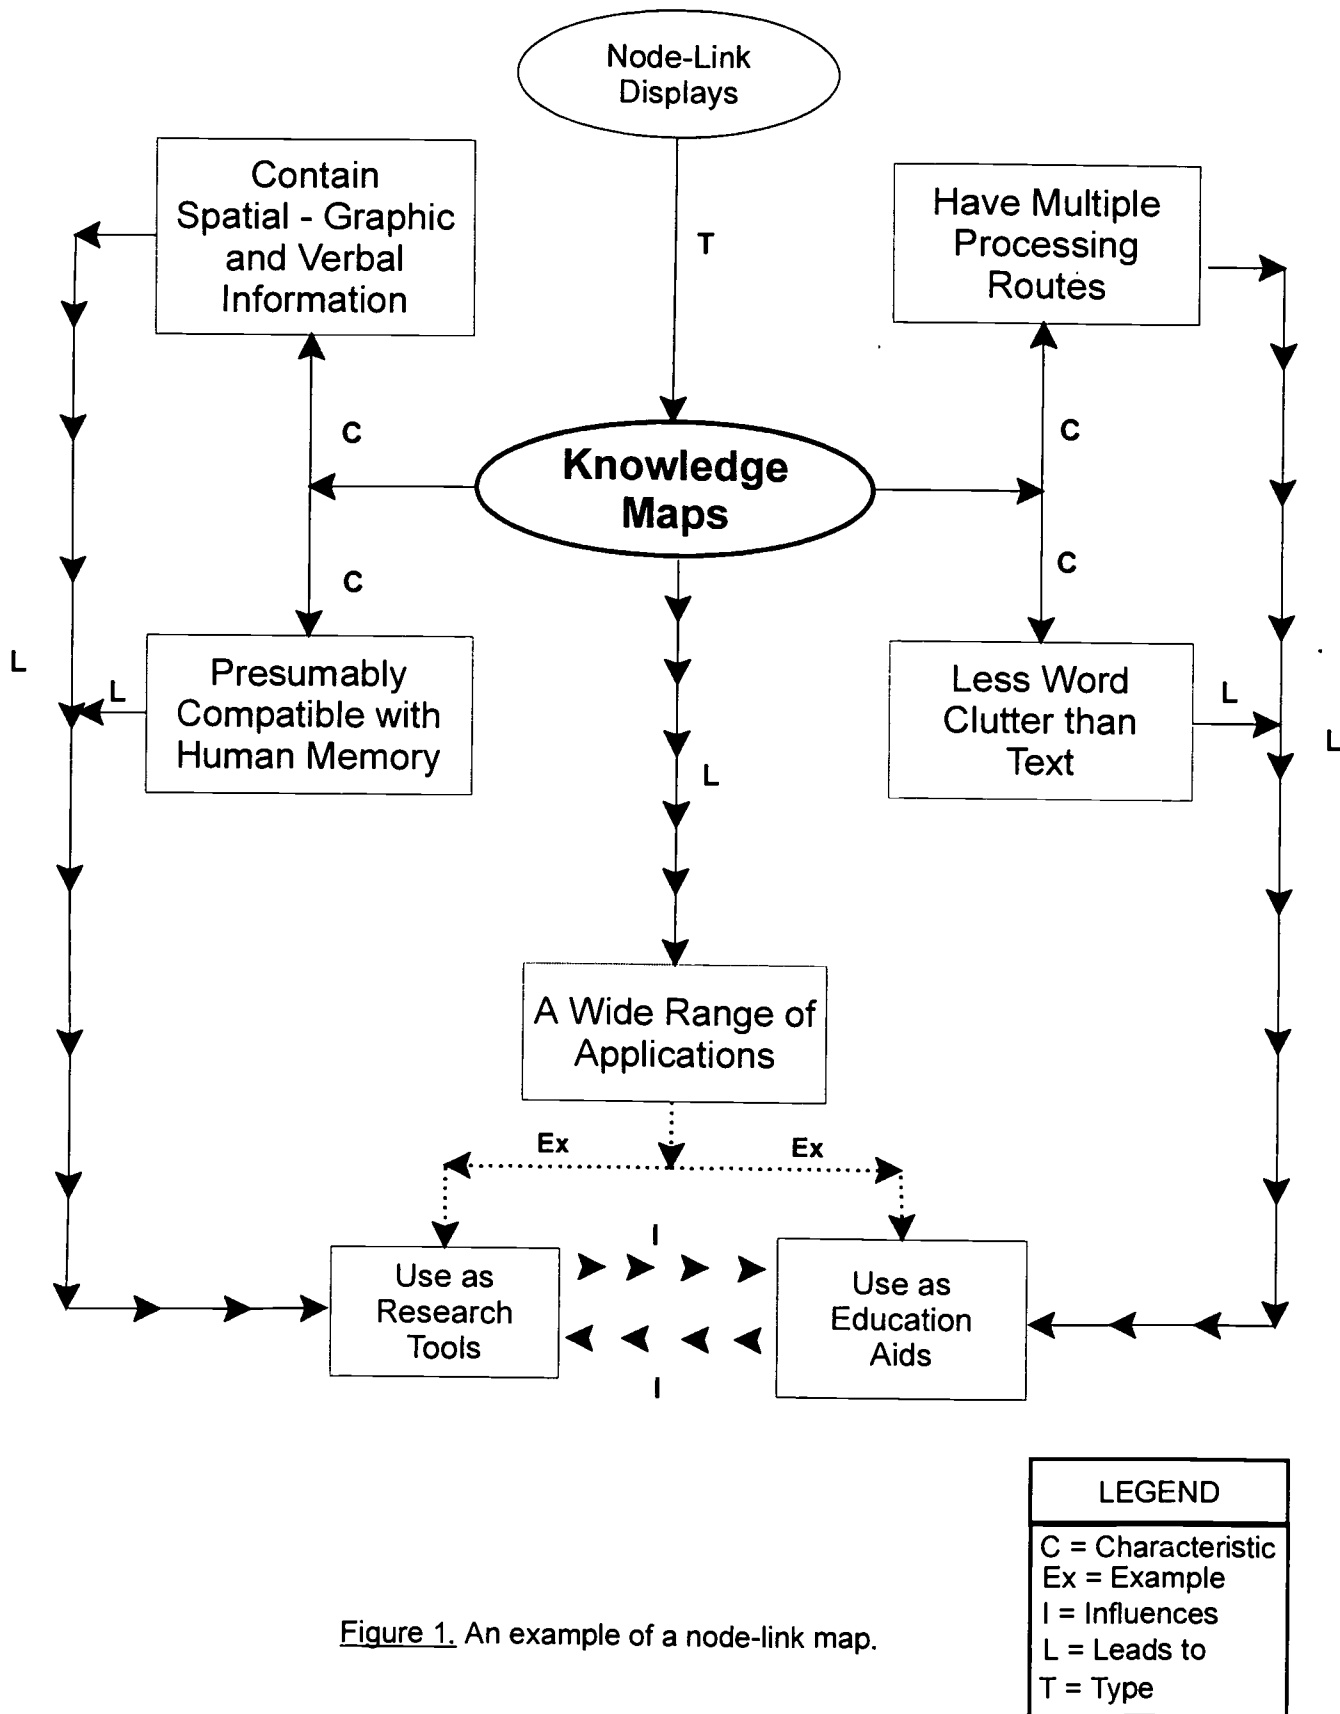 Node-Link
Displays
Contain
Spatial - Graphic
and Verbal
Information
Have Multiple
Processing
Routes
T
C
C
Knowledge
Maps
C
C
L
L
Presumably
Compatible with
Human Memory
Less Word
Clutter than
Text
L
L
L
A Wide Range of
Applications
Ex
Ex
I
Use as
Research
Tools
Use as
Education
Aids
I
LEGEND
C = Characteristic
Ex = Example
I = Influences
L = Leads to
T = Type
Figure 1. An example of a node-link map.